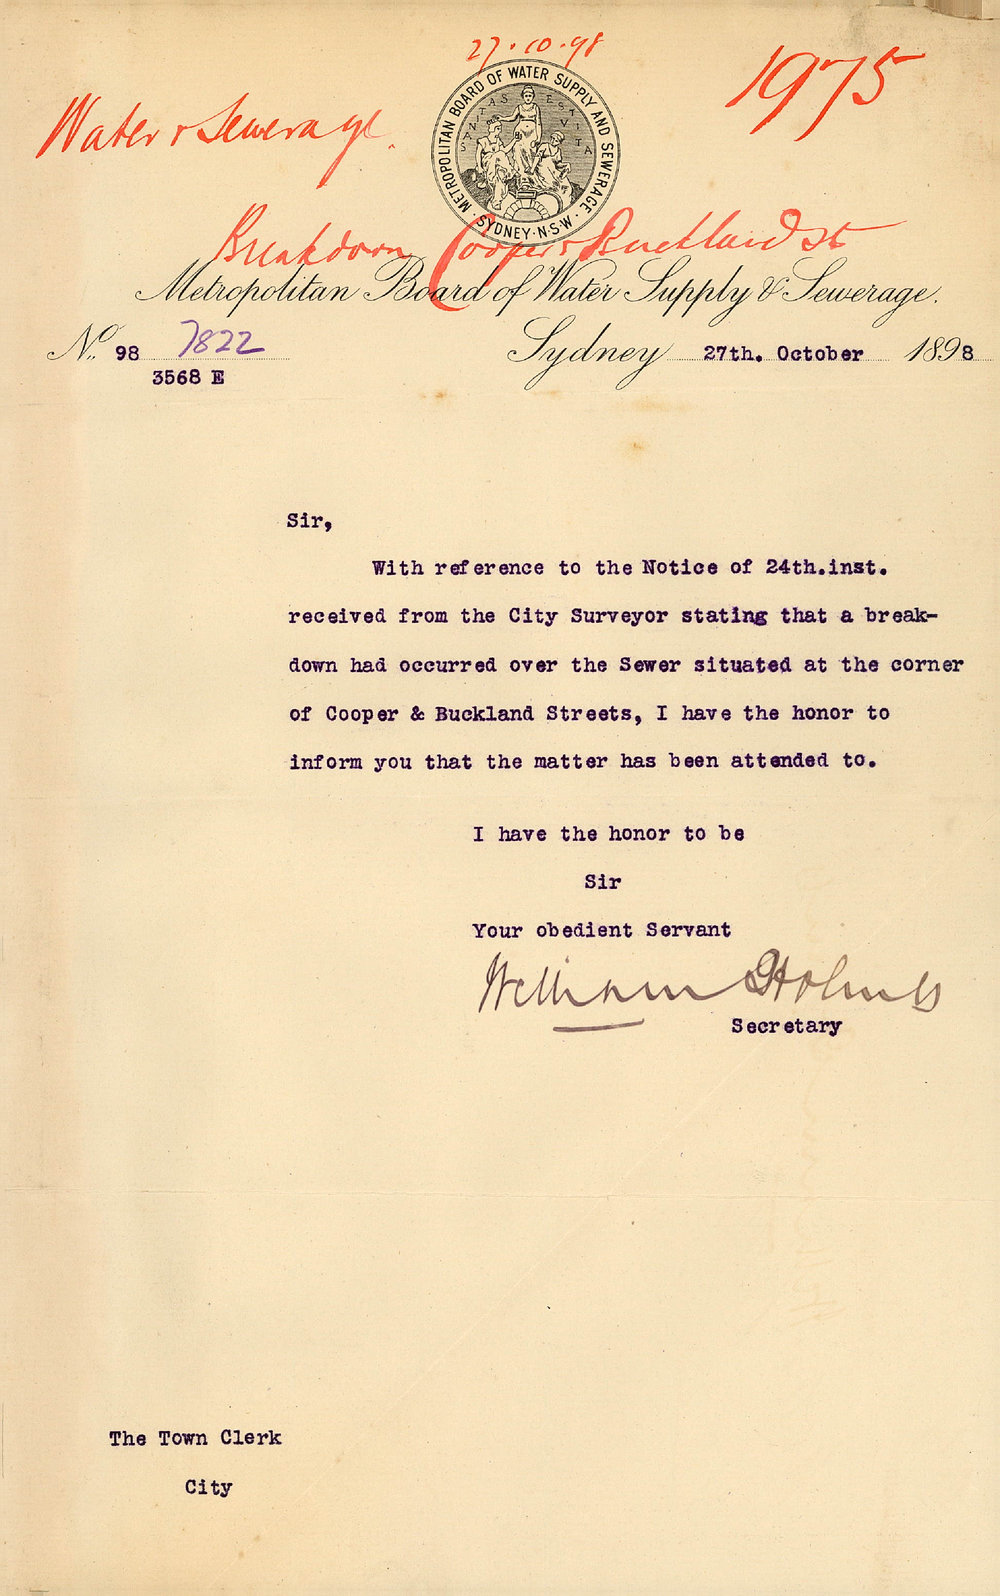 27.10.98
1975
Water & Sewerage.
METROPOLITAN BOARD OF WATER SUPPLY AND SEWERAGE.
SANITAS ESSE VITA
SYDNEY. N.S.W.
Breakdown Cooper & Buckland St
Metropolitan Board of Water Supply & Sewerage.
No. 98 7822
3568 E
Sydney 27th. October 1898
Sir,
With reference to the Notice of 24th.inst.
received from the City Surveyor stating that a break-
down had occurred over the Sewer situated at the corner
of Cooper & Buckland Streets, I have the honor to
inform you that the matter has been attended to.
I have the honor to be
Sir
Your obedient Servant
William Holmes
Secretary
The Town Clerk
City